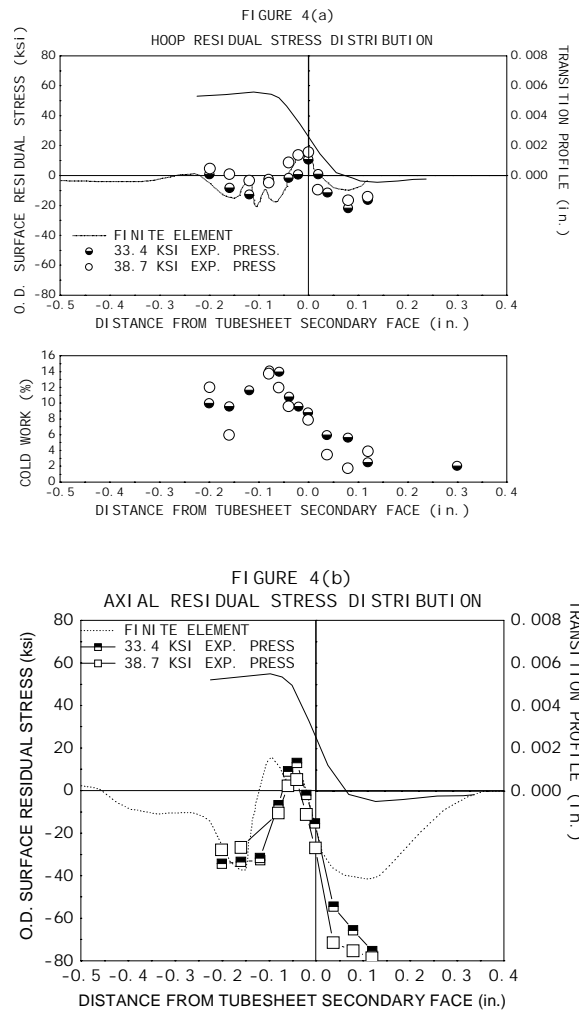 FIGURE 4(a)
HOOP RESIDUAL STRESS DISTRIBUTION
O.D. SURFACE RESIDUAL STRESS (ksi)
80
60
40
20
0
-20
-40
-60
-80
0.008
0.006
0.004
0.002
0.000
TRANSITION PROFILE (in.)
FINITE ELEMENT
33.4 KSI EXP. PRESS.
38.7 KSI EXP. PRESS
-0.5 -0.4 -0.3 -0.2 -0.1 0.0 0.1 0.2 0.3 0.4
DISTANCE FROM TUBESHEET SECONDARY FACE (in.)
COLD WORK (%)
16
14
12
10
8
6
4
2
0
-0.5 -0.4 -0.3 -0.2 -0.1 0.0 0.1 0.2 0.3 0.4
DISTANCE FROM TUBESHEET SECONDARY FACE (in.)
FIGURE 4(b)
AXIAL RESIDUAL STRESS DISTRIBUTION
O.D. SURFACE RESIDUAL STRESS (ksi)
80
60
40
20
0
-20
-40
-60
-80
0.008
0.006
0.004
0.002
0.000
TRANSITION PROFILE (in.)
FINITE ELEMENT
33.4 KSI EXP. PRESS
38.7 KSI EXP. PRESS
-0.5 -0.4 -0.3 -0.2 -0.1 0.0 0.1 0.2 0.3 0.4
DISTANCE FROM TUBESHEET SECONDARY FACE (in.)